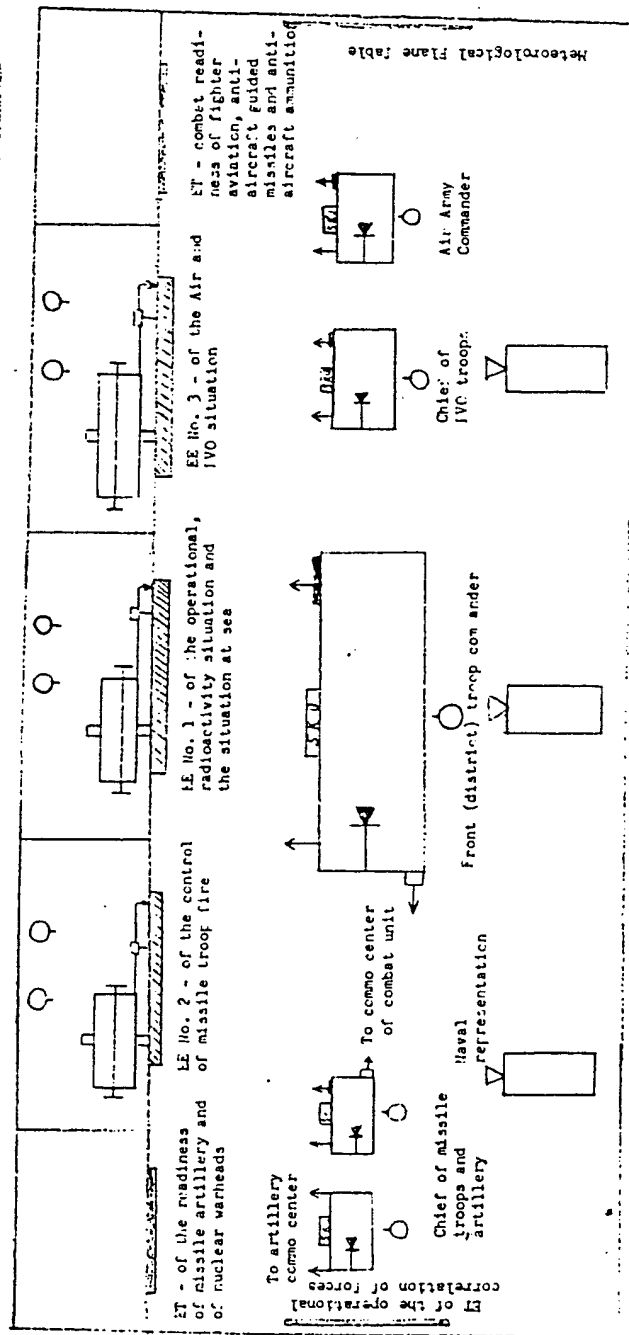 ET - of the readiness
of missile artillery and
of nuclear warheads
EE No. 2 - of the control
of missile troop fire
EE No. 1 - of the operational,
radioactivity situation and
the situation at sea
EE No. 3 - of the Air and
IVO situation
ET - combat readi-
ness of fighter
aviation, anti-
aircraft guided
missiles and anti-
aircraft ammunition
ET of the operational
correlation of forces
To artillery
commo center
To commo center
of combat unit
Chief of missile
troops and
artillery
Naval
representation
SKU
Front (district) troop com ander
Chief of
IVO troops
Air Army
Commander
Meteorological Plane Table